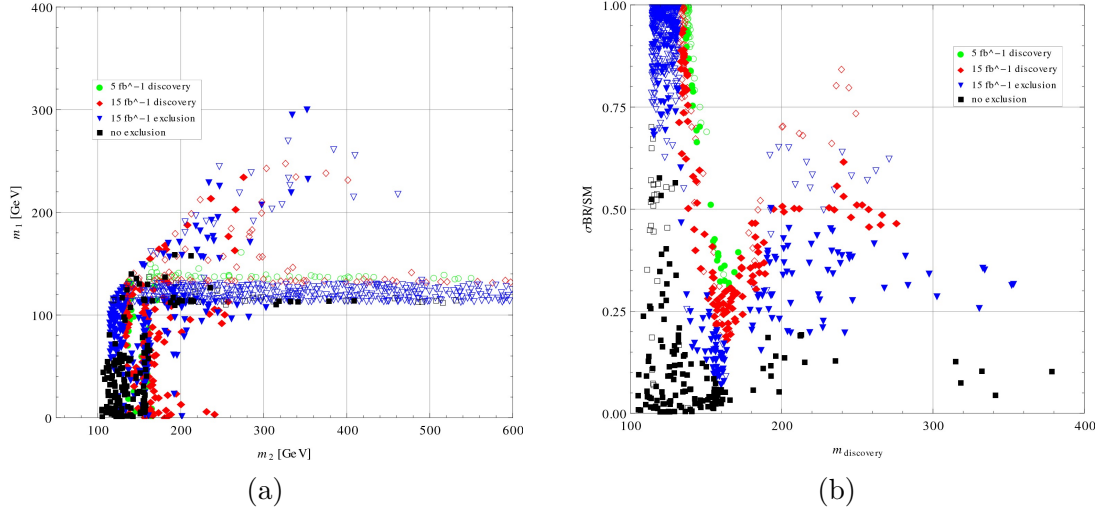 400
300
200
100
0
m1 [GeV]
5 fb^-1 discovery
15 fb^-1 discovery
15 fb^-1 exclusion
no exclusion
100 200 300 400 500 600
m2 [GeV]
(a)
1.00
0.75
0.50
0.25
0.00
σBR/SM
5 fb^-1 discovery
15 fb^-1 discovery
15 fb^-1 exclusion
no exclusion
100 200 300 400
mdiscovery
(b)